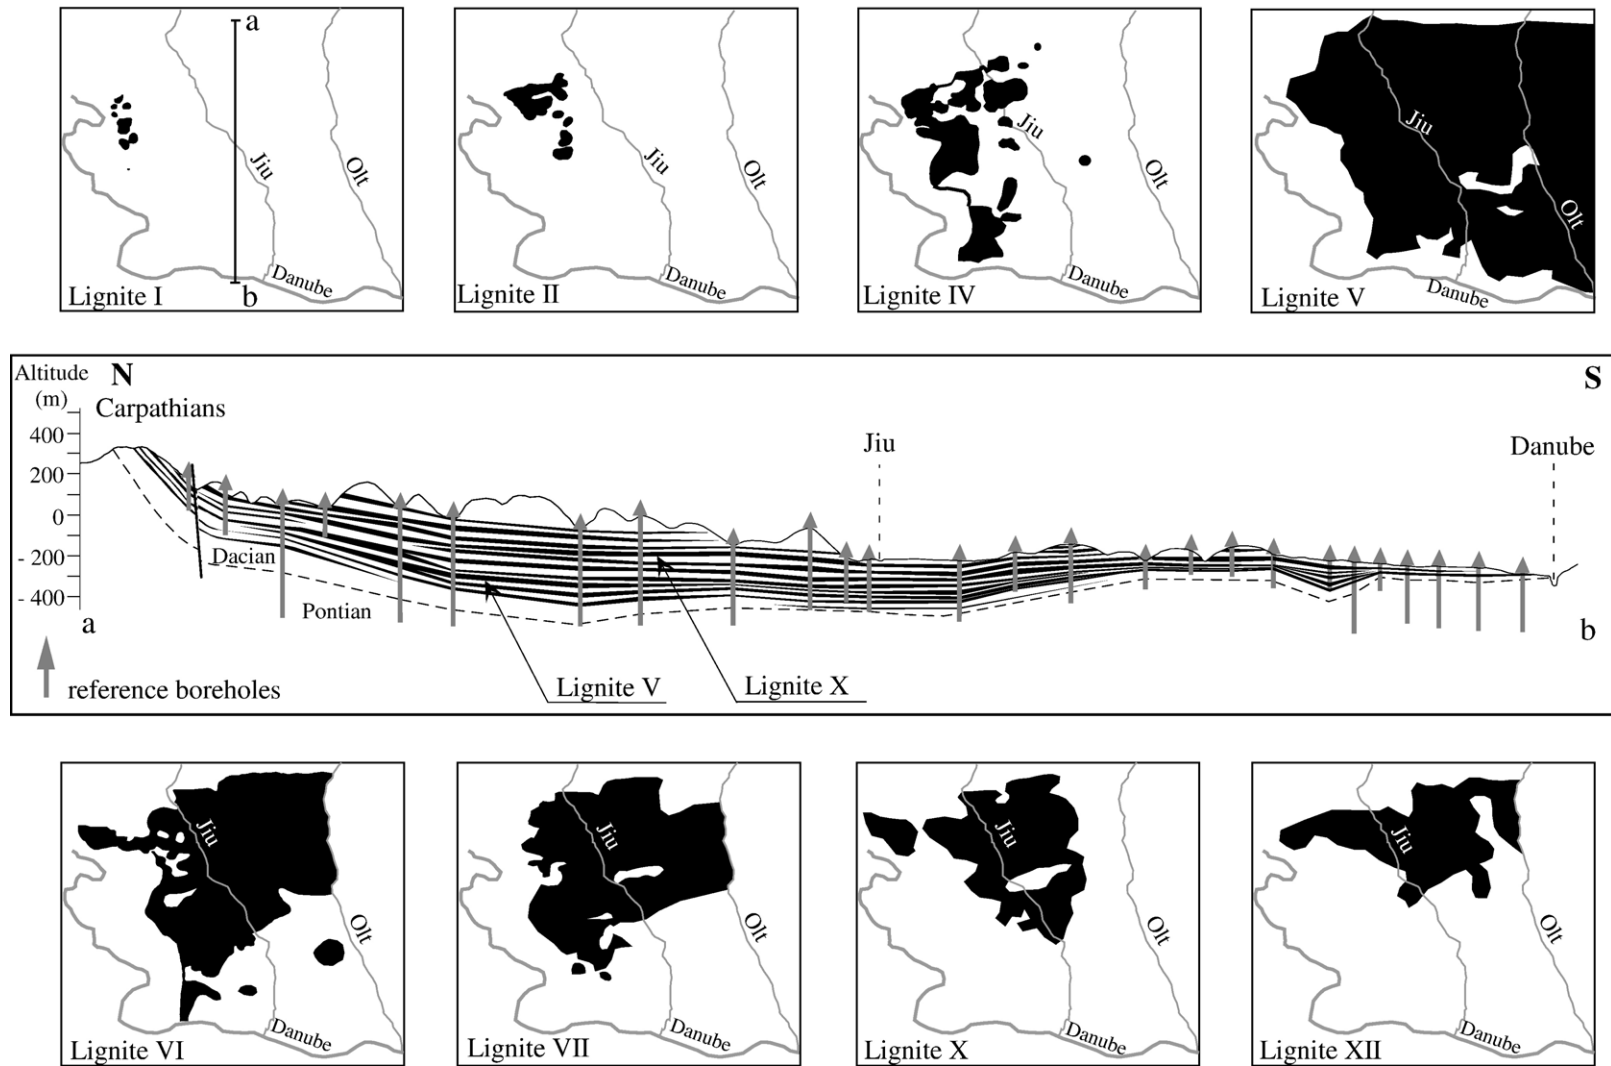 a
Jiu
Olt
b
Danube
Lignite I
Jiu
Olt
Danube
Lignite II
Jiu
Olt
Danube
Lignite IV
Jiu
Olt
Danube
Lignite V
Altitude
(m)
N
S
Carpathians
400
200
0
- 200
- 400
Jiu
Danube
Dacian
Pontian
a
b
reference boreholes
Lignite V
Lignite X
Jiu
Olt
Danube
Lignite VI
Jiu
Olt
Danube
Lignite VII
Jiu
Olt
Danube
Lignite X
Jiu
Olt
Danube
Lignite XII